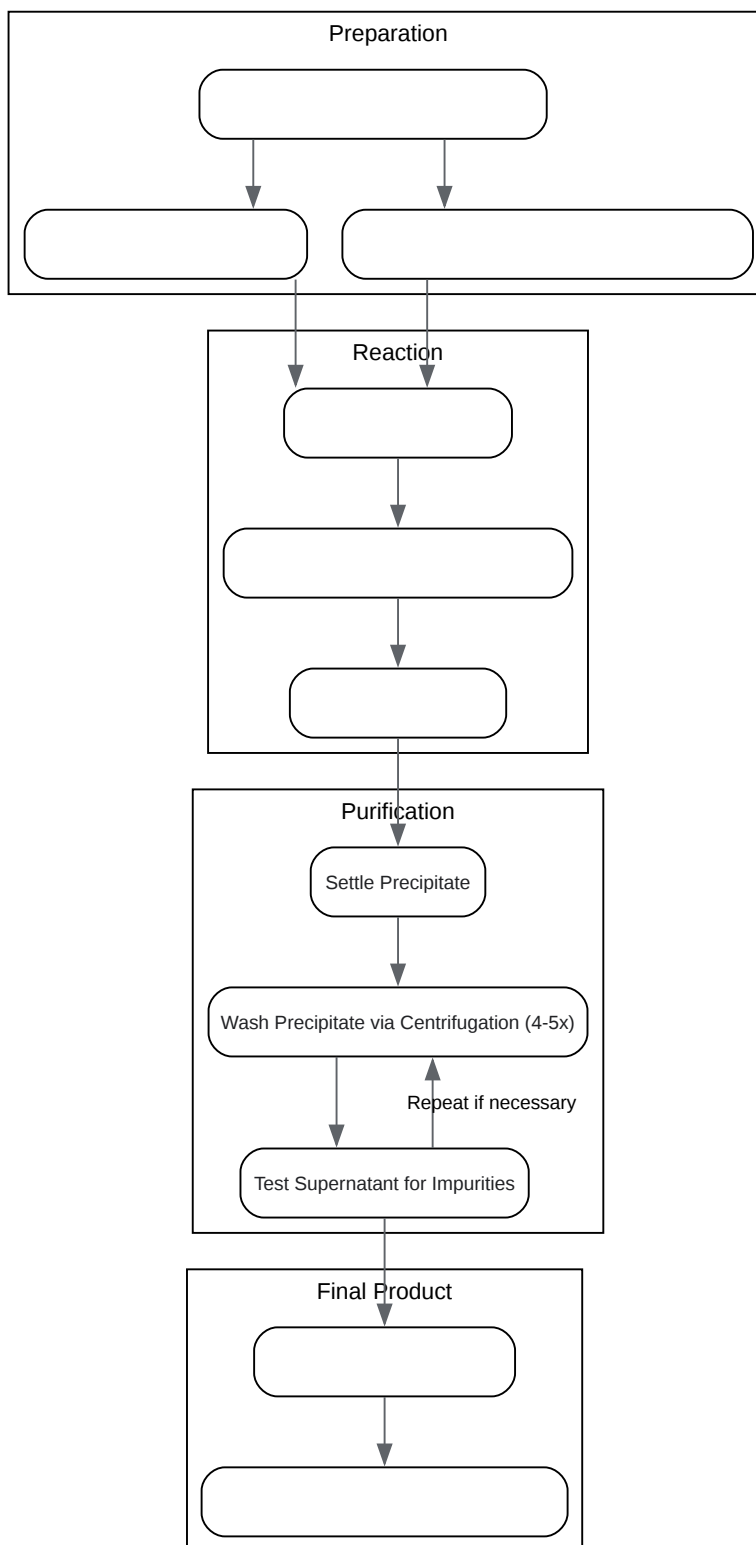 Preparation
Reaction
Purification
Settle Precipitate
Wash Precipitate via Centrifugation (4-5x)
Repeat if necessary
Test Supernatant for Impurities
Final Product